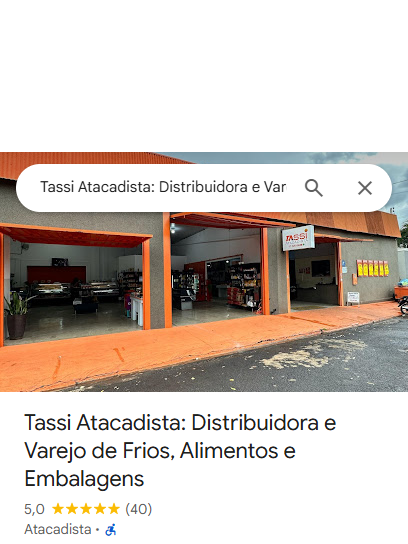 Tassi Atacadista: Distribuidora e Var
TASSI
Tassi Atacadista: Distribuidora e
Varejo de Frios, Alimentos e
Embalagens
5,0 (40)
Atacadista ·